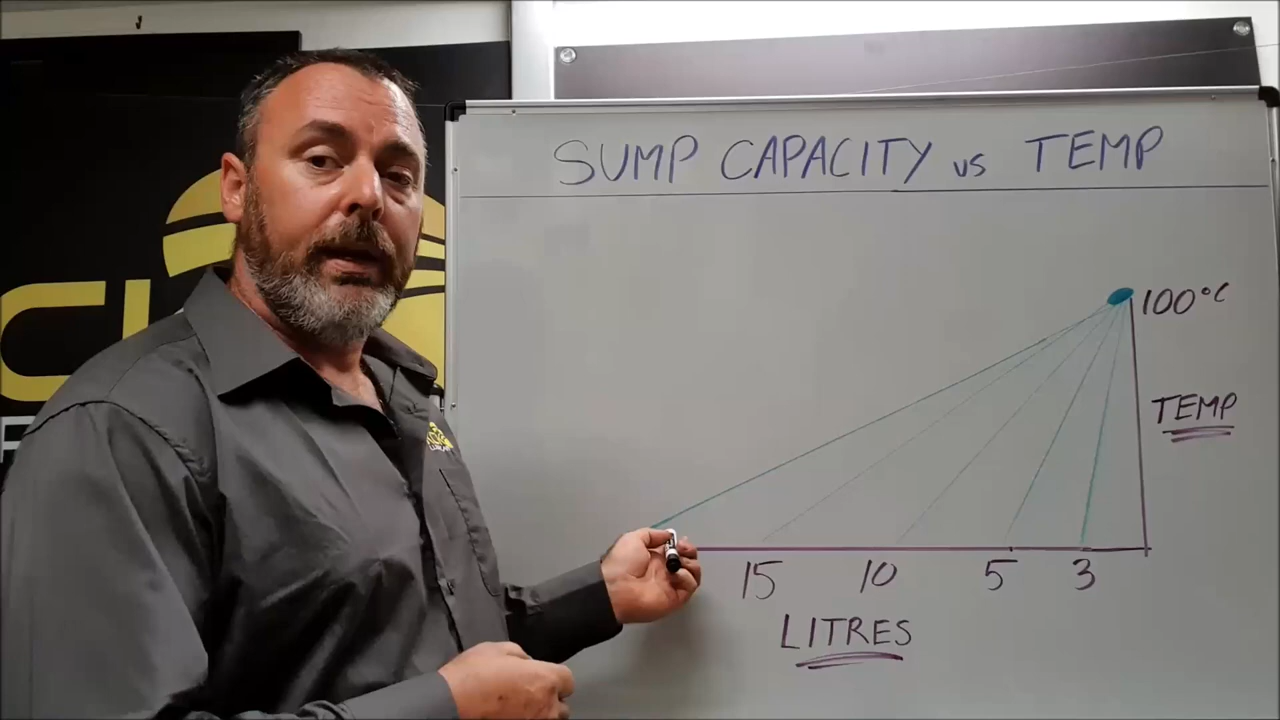 SUMP CAPACITY vs TEMP
100°C
TEMP
15 10 5 3
LITRES